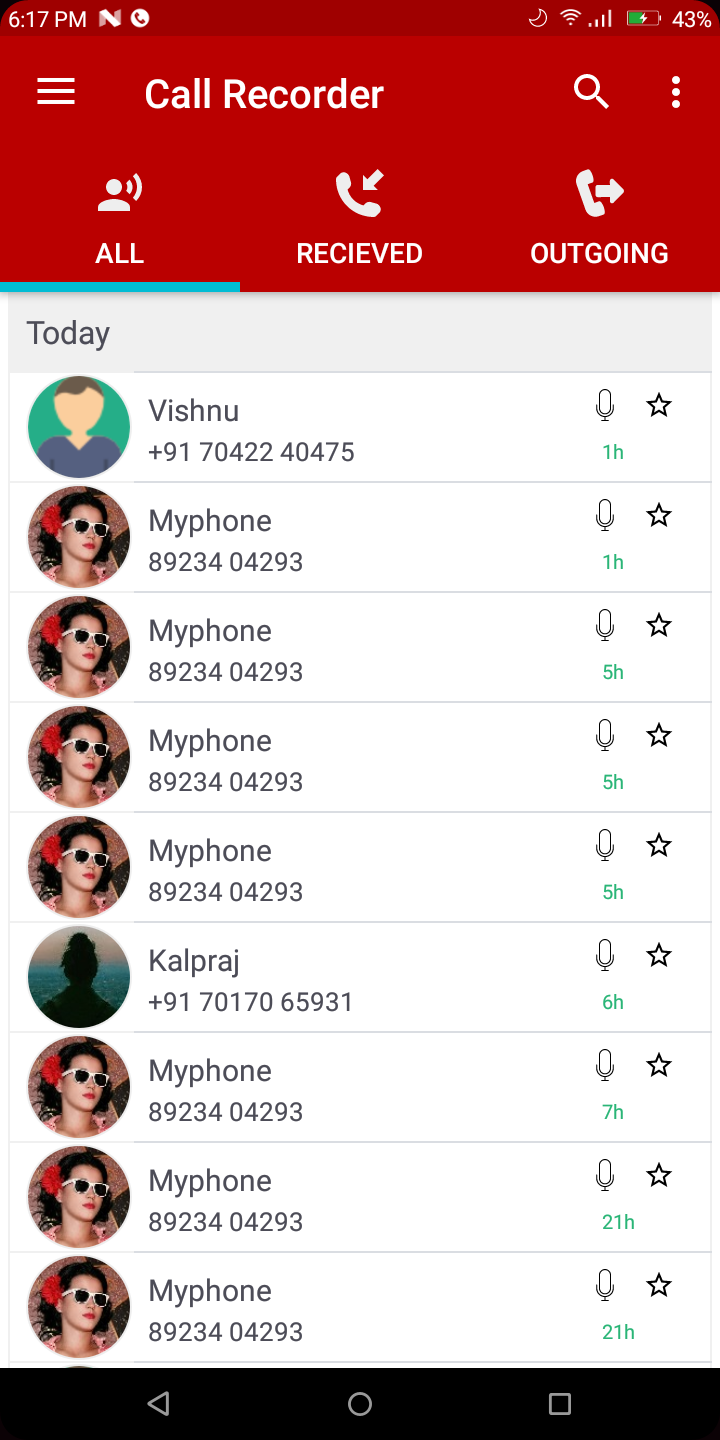 6:17 PM 43%
Call Recorder
ALL RECIEVED OUTGOING
Today
Vishnu
+91 70422 40475 1h
Myphone
89234 04293 1h
Myphone
89234 04293 5h
Myphone
89234 04293 5h
Myphone
89234 04293 5h
Kalpraj
+91 70170 65931 6h
Myphone
89234 04293 7h
Myphone
89234 04293 21h
Myphone
89234 04293 21h